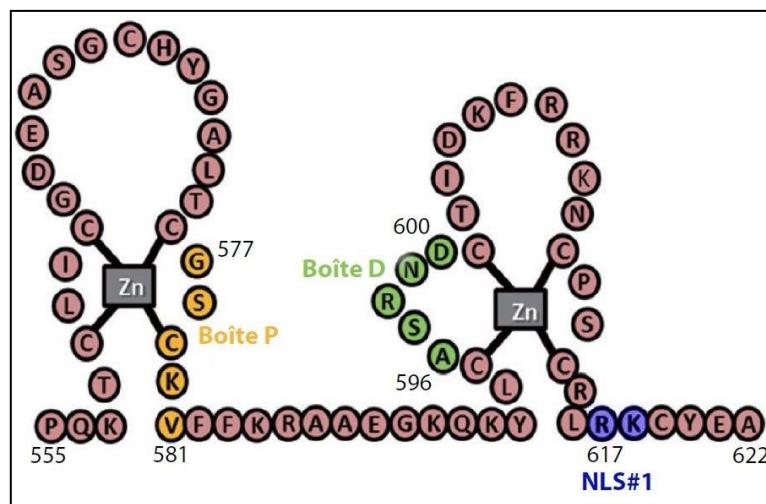 P Q K T C L I C G D E A S G C H Y G A L T C
Zn
G S C K V
577
Boîte P
F F K R A A E G K Q K Y L C
A S R N D
600
Boîte D
596
C T I D K F R R K N C P S C R L
Zn
R K C Y E A
555
581
617
622
NLS#1